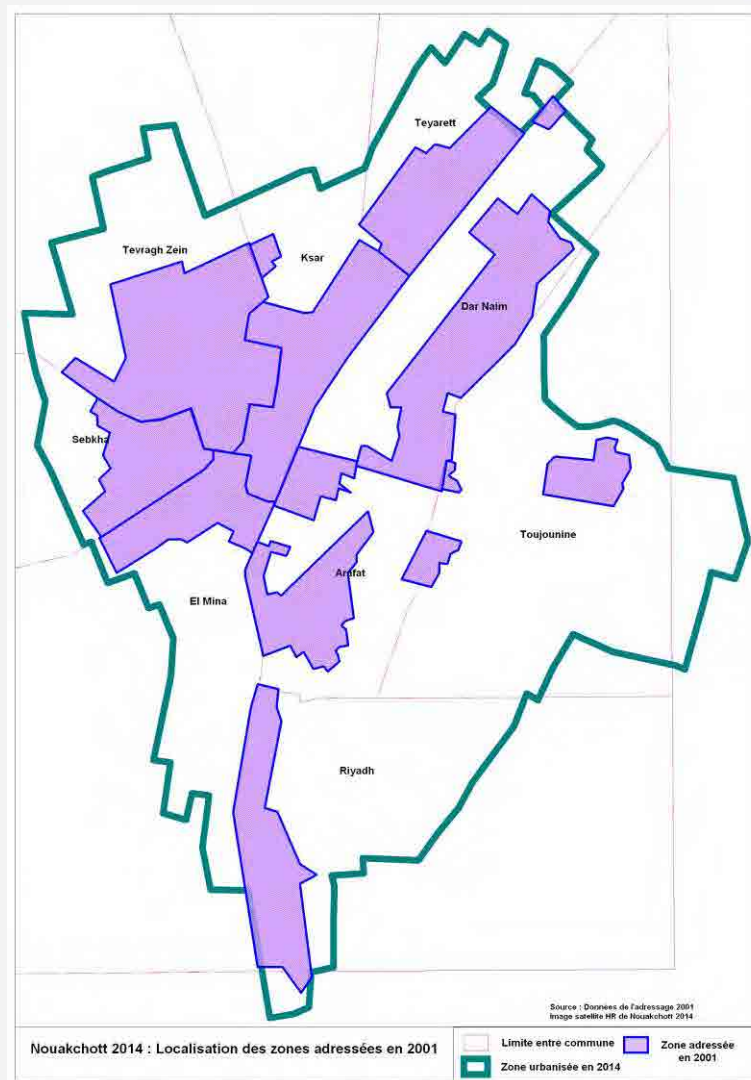 Teyarett
Tevragh Zein
Ksar
Dar Naim
Sebkha
Toujounine
Arafat
El Mina
Riyadh
Source : Données de l'adressage 2001
Image satellite HR de Nouakchott 2014
Nouakchott 2014 : Localisation des zones adressées en 2001
Limite entre commune
Zone adressée
en 2001
Zone urbanisée en 2014